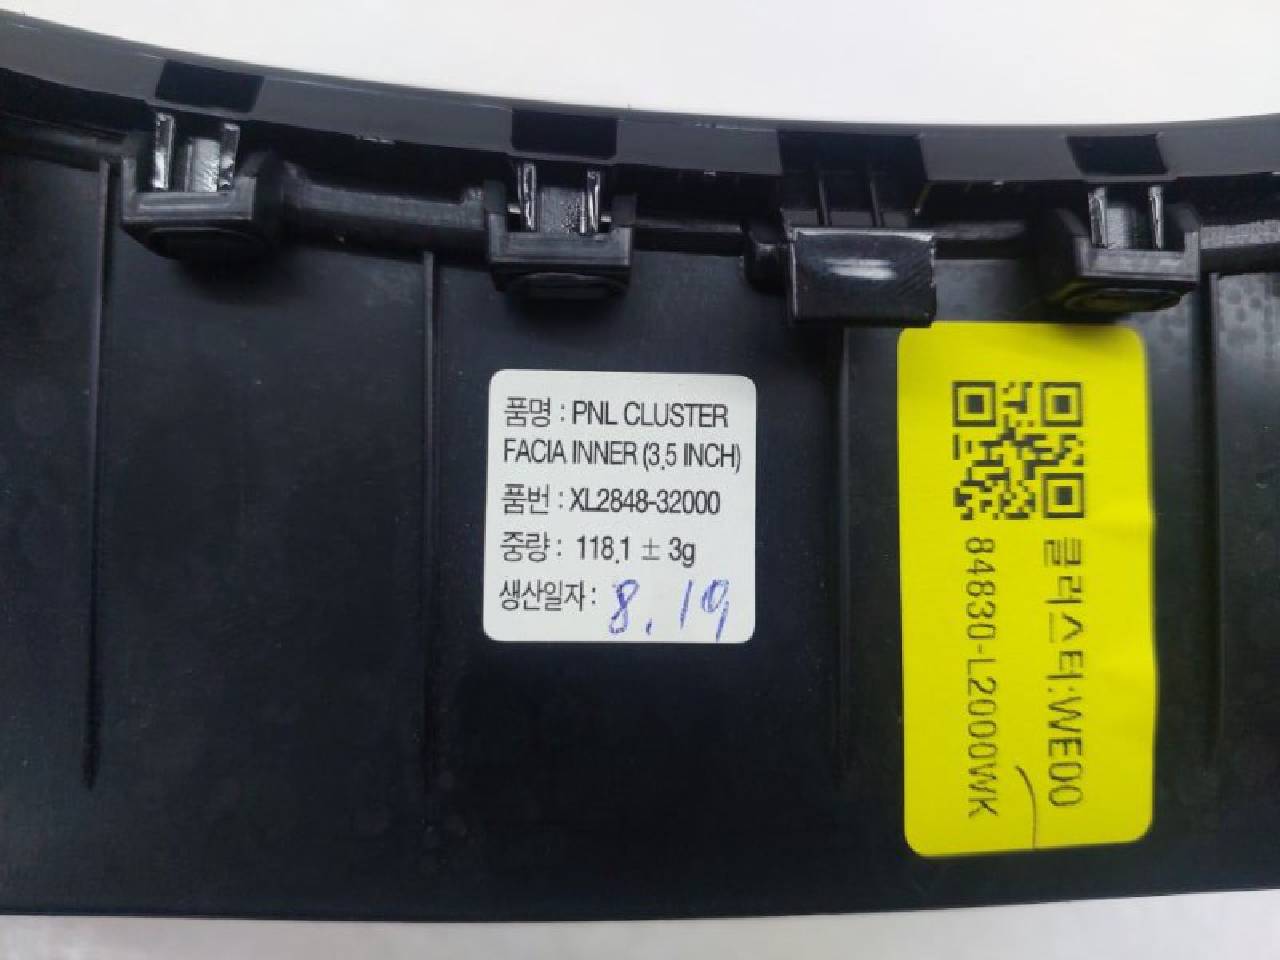 품명 : PNL CLUSTER
FACIA INNER (3.5 INCH)
품번 : XL2848-32000
중량 : 118.1 ± 3g
생산일자 : 8.19
클러스터:WE00
84830-L2000WK